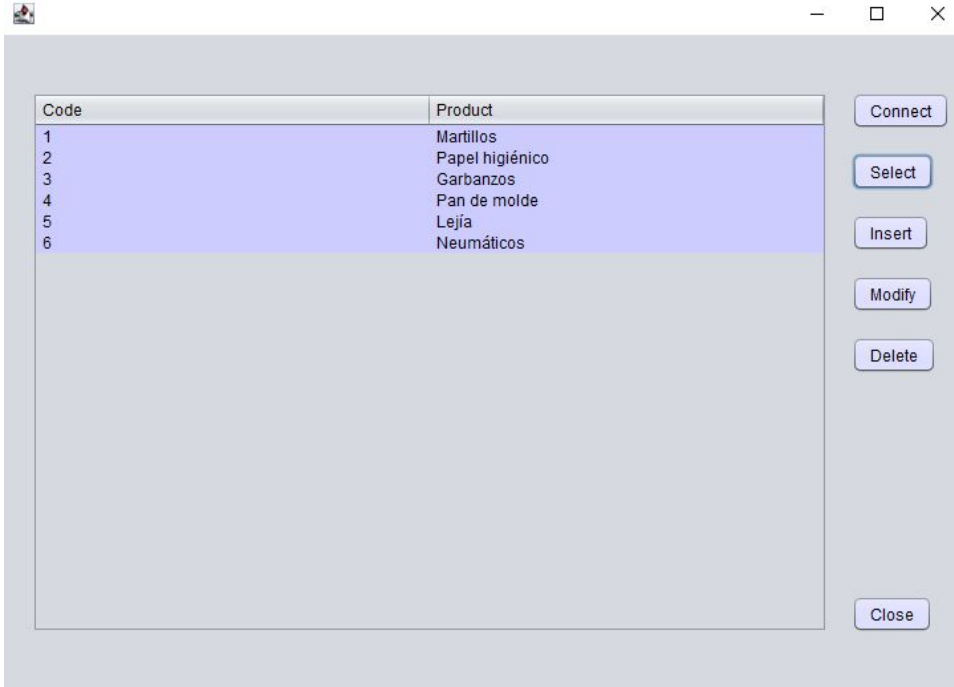 Code Product
1 Martillos
2 Papel higiénico
3 Garbanzos
4 Pan de molde
5 Lejía
6 Neumáticos
Connect
Select
Insert
Modify
Delete
Close